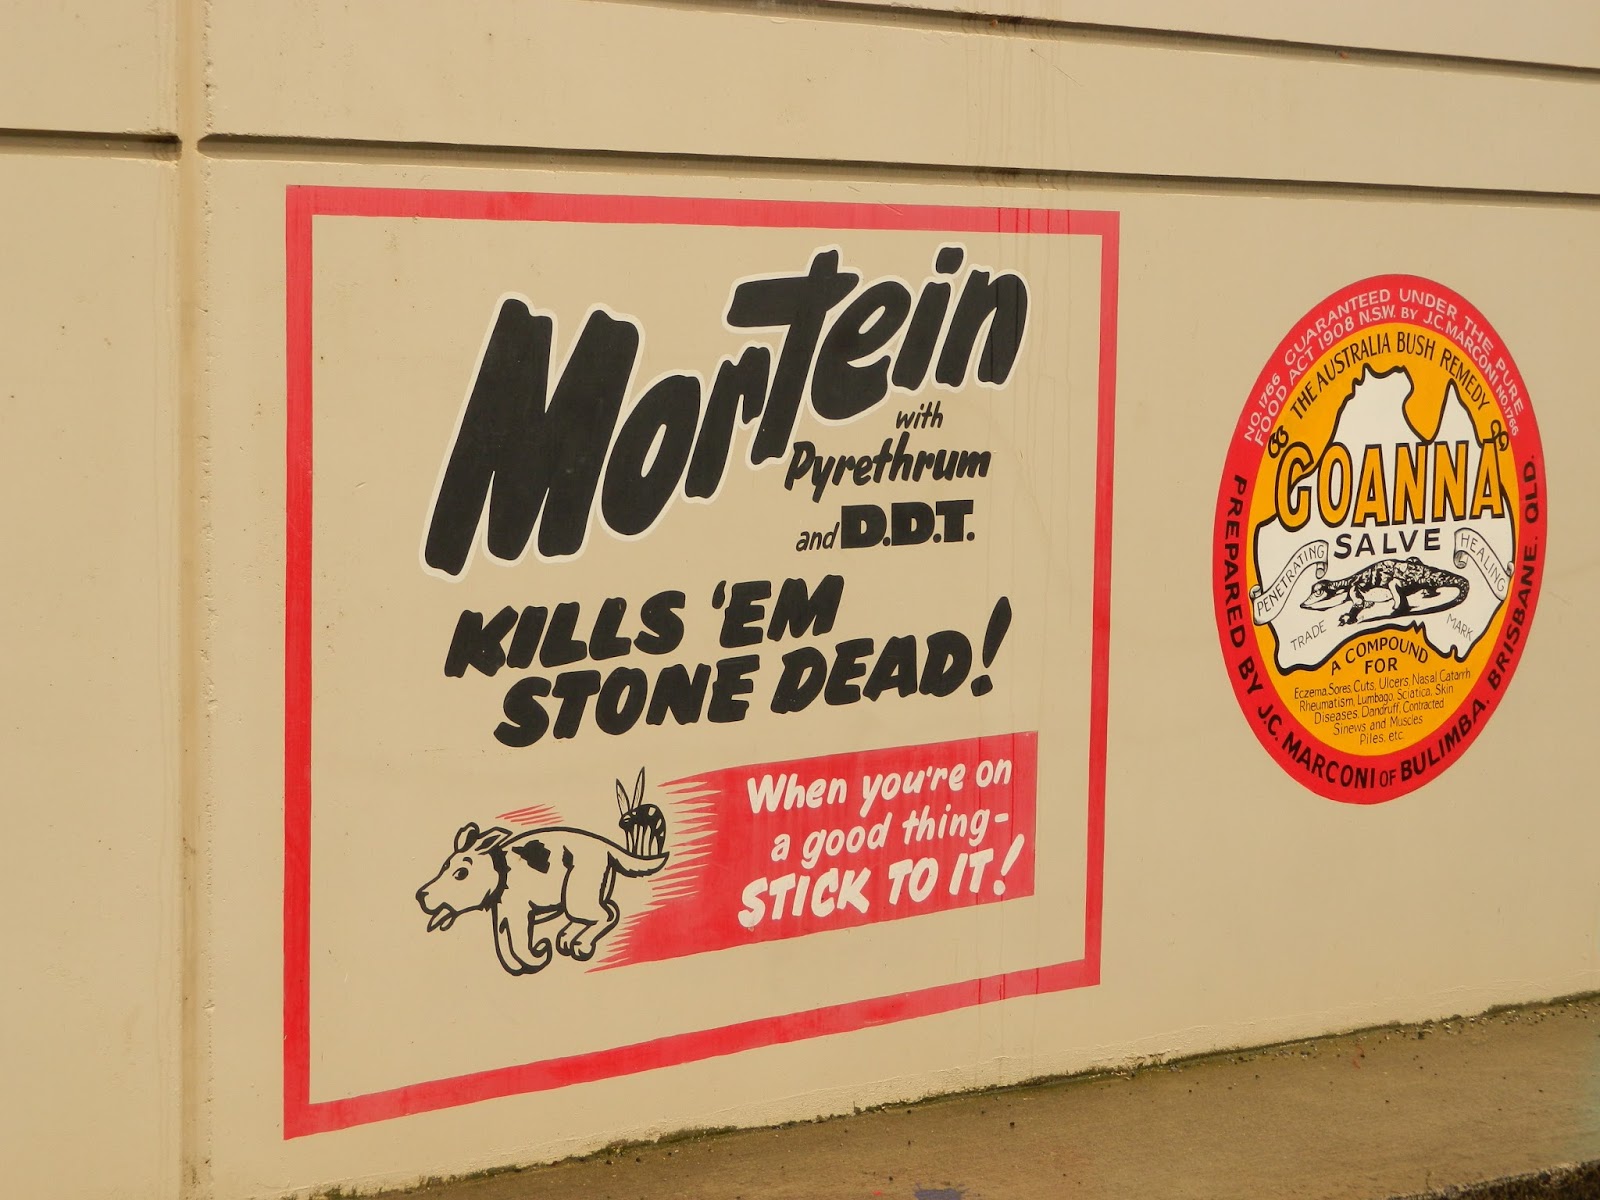 Mortein
with
Pyrethrum
and D.D.T.
KILLS 'EM
STONE DEAD!
When you're on
a good thing-
STICK TO IT!
NO.1766 GUARANTEED UNDER THE PURE
FOOD ACT 1908 N.S.W. BY J.C.MARCONI NO.1766
THE AUSTRALIA BUSH REMEDY
"GOANNA"
SALVE
PENETRATING
HEALING
TRADE MARK
A COMPOUND
FOR
Eczema, Sores, Cuts, Ulcers, Nasal Catarrh
Rheumatism, Lumbago, Sciatica, Skin
Diseases, Dandruff, Contracted
Sinews and Muscles
Piles, etc.
PREPARED BY J.C. MARCONI OF BULIMBA. BRISBANE. QLD.